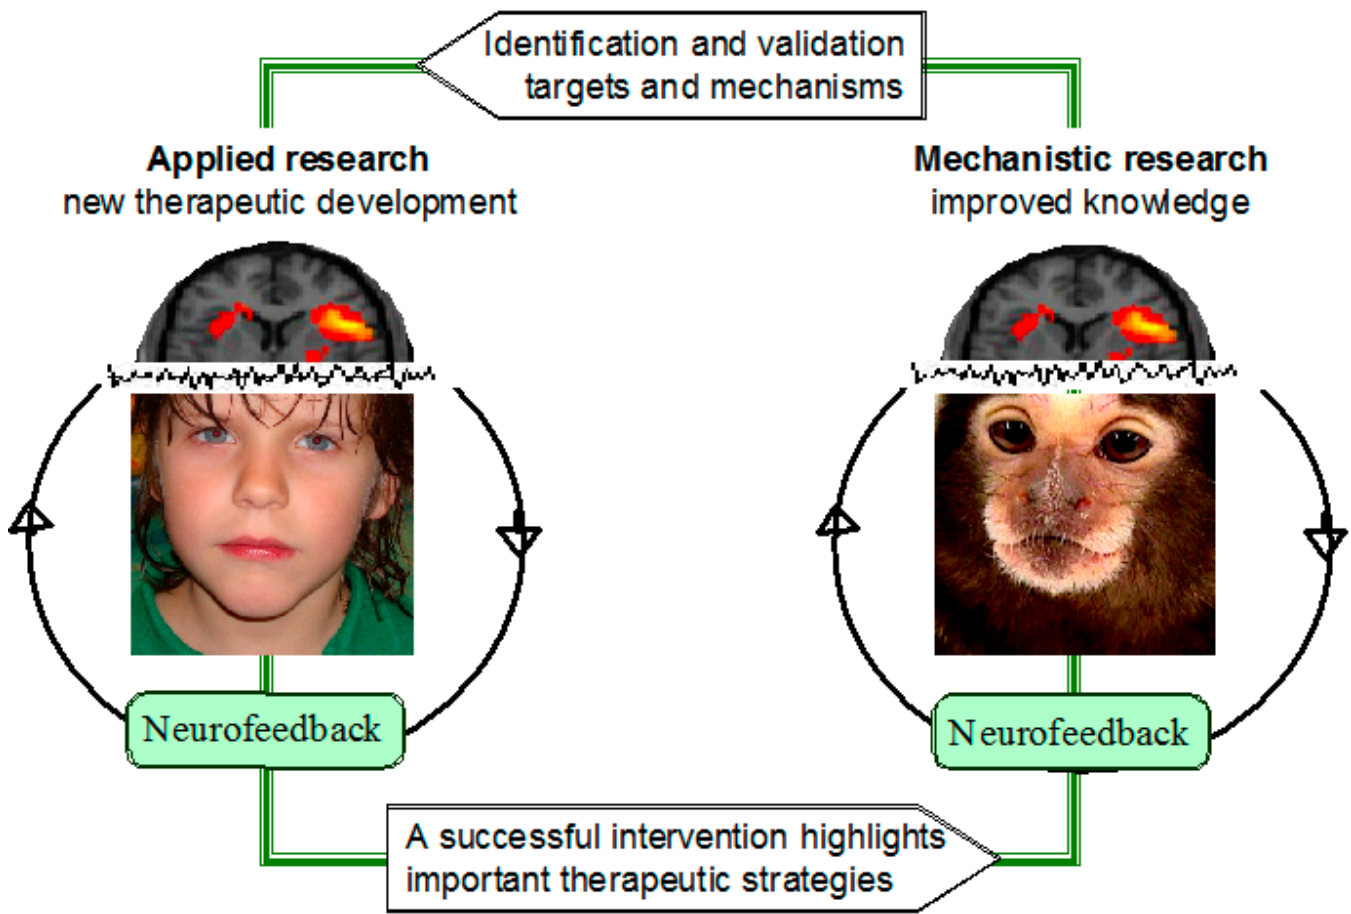 Identification and validation
targets and mechanisms
Applied research
new therapeutic development
Mechanistic research
improved knowledge
Neurofeedback
Neurofeedback
A successful intervention highlights
important therapeutic strategies